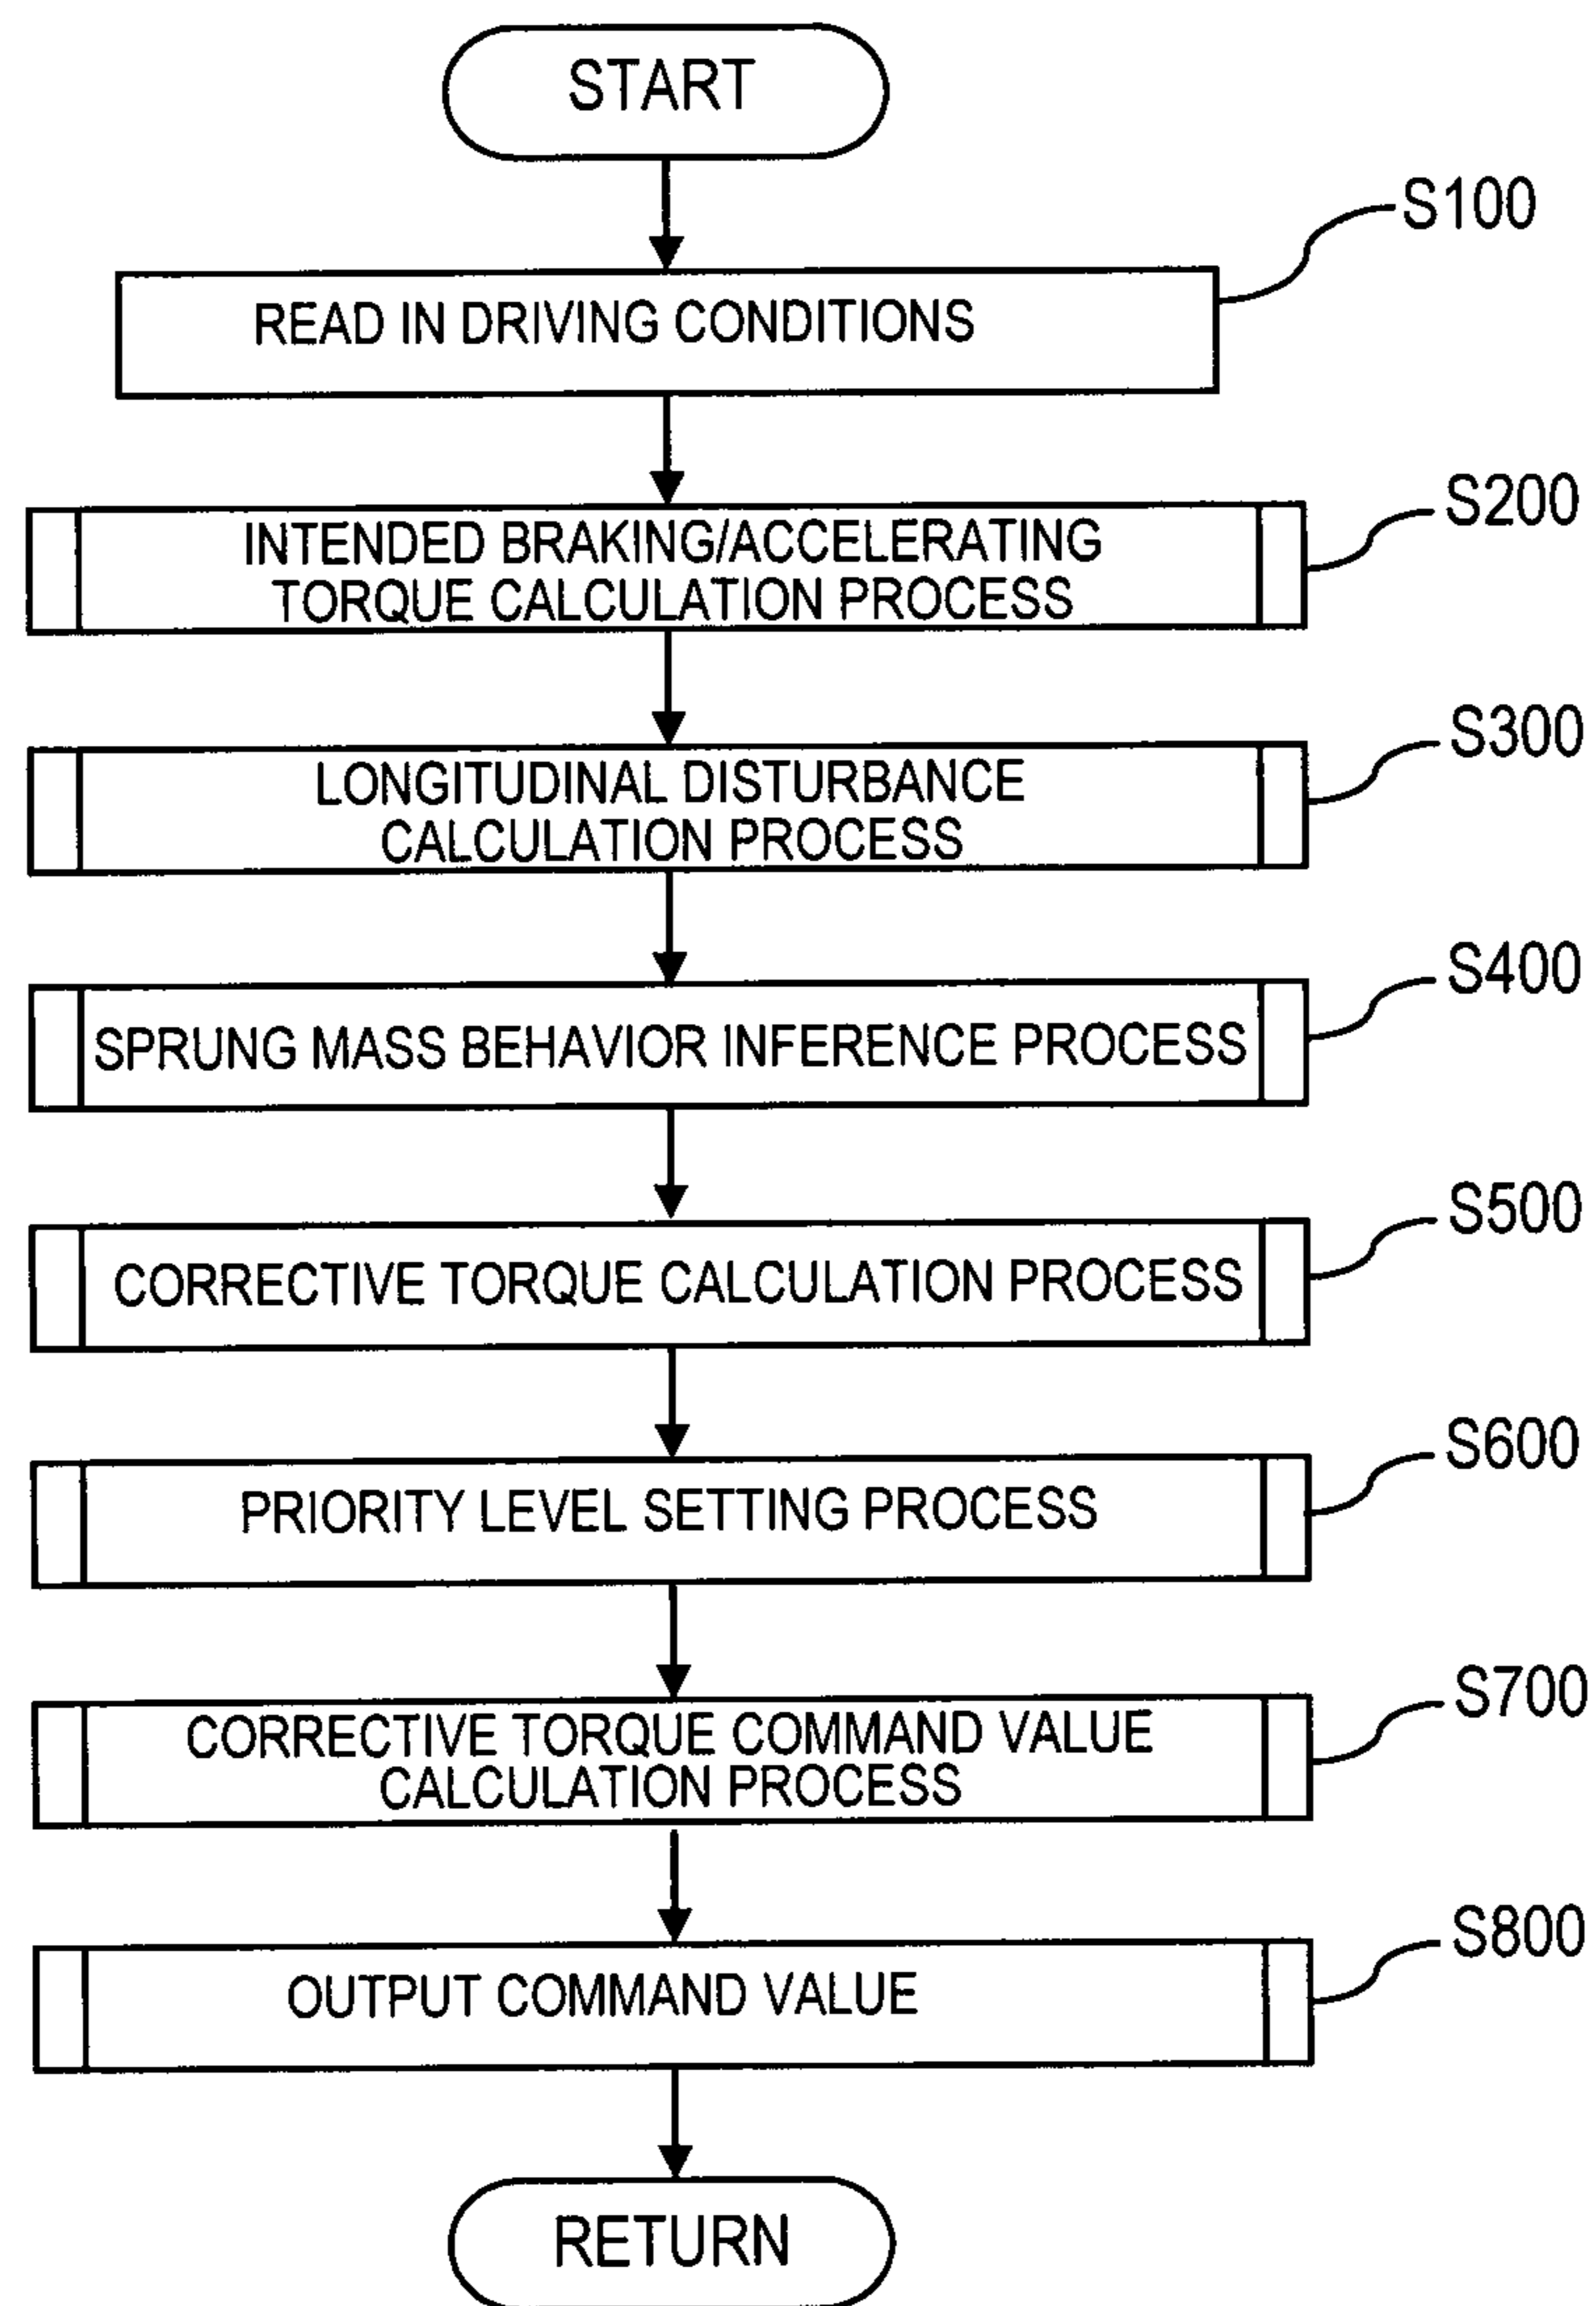 START
S100
READ IN DRIVING CONDITIONS
S200
INTENDED BRAKING/ACCELERATING
TORQUE CALCULATION PROCESS
S300
LONGITUDINAL DISTURBANCE
CALCULATION PROCESS
S400
SPRUNG MASS BEHAVIOR INFERENCE PROCESS
S500
CORRECTIVE TORQUE CALCULATION PROCESS
S600
PRIORITY LEVEL SETTING PROCESS
S700
CORRECTIVE TORQUE COMMAND VALUE
CALCULATION PROCESS
S800
OUTPUT COMMAND VALUE
RETURN